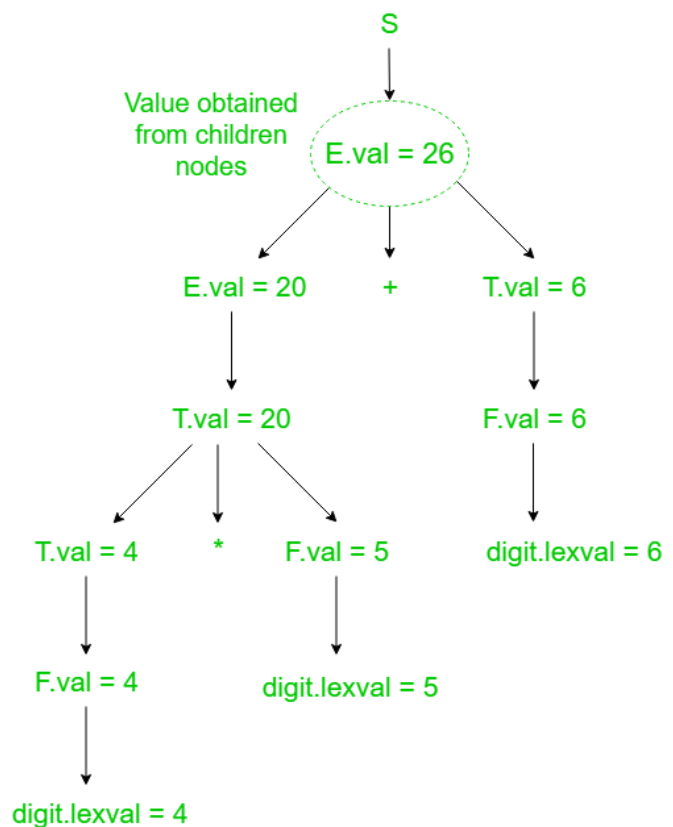 S
Value obtained
from children
nodes
E.val = 26
E.val = 20
+
T.val = 6
T.val = 20
F.val = 6
T.val = 4
*
F.val = 5
digit.lexval = 6
F.val = 4
digit.lexval = 5
digit.lexval = 4